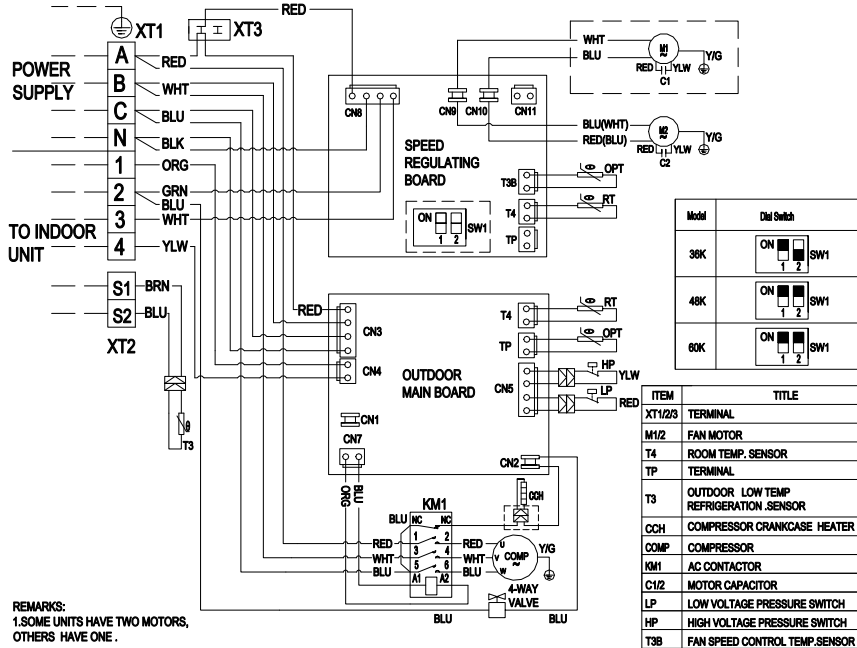 RED
XT1
XT3
POWER
SUPPLY
A
RED
B
WHT
C
BLU
N
BLK
1
ORG
2
GRN
BLU
3
WHT
4
YLW
TO INDOOR
UNIT
S1
BRN
S2
BLU
XT2
T3
CN8
CN9
CN10
CN11
SPEED
REGULATING
BOARD
ON
1 2
SW1
T3B
OPT
T4
RT
TP
WHT
BLU
M1
~
RED
YLW
C1
Y/G
BLU(WHT)
RED(BLU)
M2
~
RED
YLW
C2
Y/G
RED
CN3
CN4
OUTDOOR
MAIN BOARD
T4
RT
TP
OPT
CN5
HP
YLW
LP
RED
CN1
CN7
CN2
ORG
BLU
KM1
CCH
BLU
NC
NC
RED
1
2
RED
WHT
3
4
WHT
BLU
5
6
BLU
A1
A2
U
V
W
COMP
~
Y/G
4-WAY
VALVE
BLU
BLU
Model
Dial Switch
36K
ON
1 2
SW1
48K
ON
1 2
SW1
60K
ON
1 2
SW1
ITEM TITLE
XT1/2/3 TERMINAL
M1/2 FAN MOTOR
T4 ROOM TEMP. SENSOR
TP TERMINAL
T3 OUTDOOR LOW TEMP
REFRIGERATION .SENSOR
CCH COMPRESSOR CRANKCASE HEATER
COMP COMPRESSOR
KM1 AC CONTACTOR
C1/2 MOTOR CAPACITOR
LP LOW VOLTAGE PRESSURE SWITCH
HP HIGH VOLTAGE PRESSURE SWITCH
T3B FAN SPEED CONTROL TEMP.SENSOR
REMARKS:
1.SOME UNITS HAVE TWO MOTORS,
OTHERS HAVE ONE .